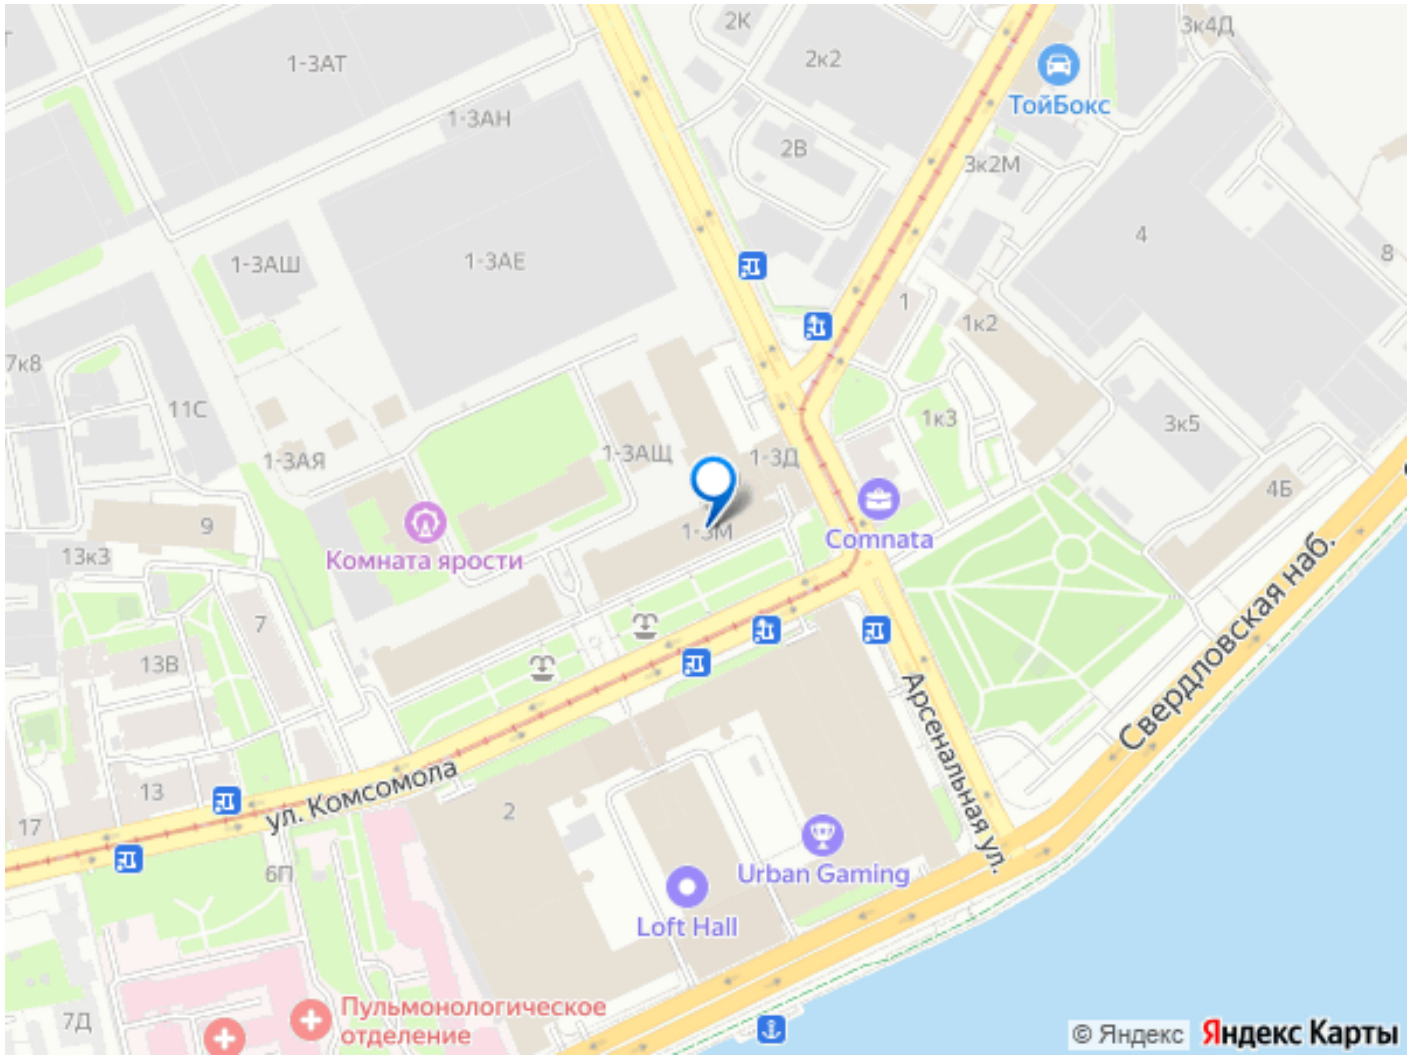 2К
3к4Д
2к2
1-3АТ
ТойБокс
1-3АН
2В
3к2М
4
8
1-3АШ
1-3АЕ
1
1к2
7к8
11С
1к3
3к5
1-3АЩ
1-3Д
1-3АЯ
4Б
9
1-3М
Comnata
Комната ярости
13к3
Свердловская наб.
7
13В
Арсенальная ул.
ул. Комсомола
13
2
17
6П
Urban Gaming
Loft Hall
Пульмонологическое
отделение
7Д
© Яндекс
Яндекс Карты